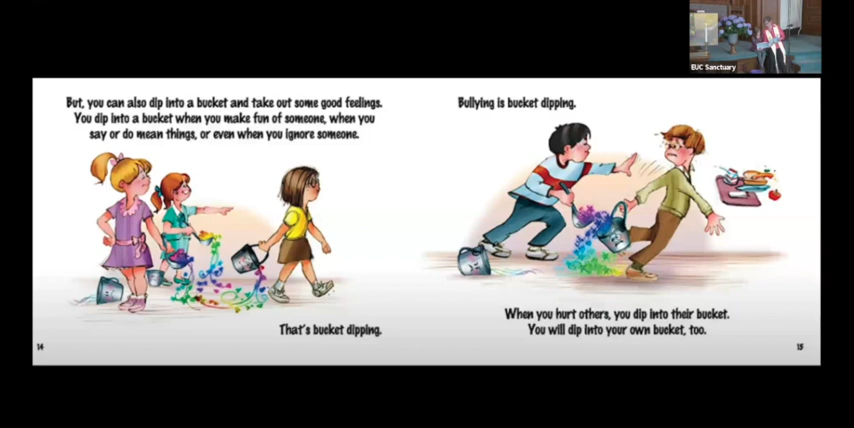 EUC Sanctuary
But, you can also dip into a bucket and take out some good feelings.
You dip into a bucket when you make fun of someone, when you
say or do mean things, or even when you ignore someone.
That's bucket dipping.
14
Bullying is bucket dipping.
When you hurt others, you dip into their bucket.
You will dip into your own bucket, too.
15